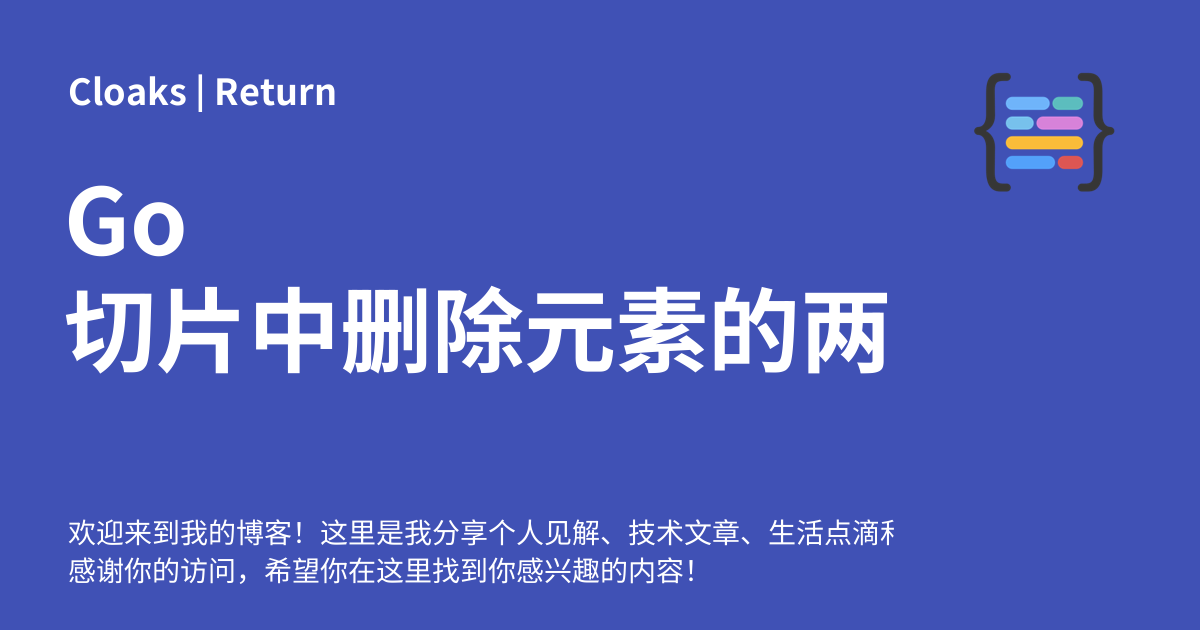 Cloaks | Return
Go
切片中删除元素的两
欢迎来到我的博客！这里是我分享个人见解、技术文章、生活点滴
感谢你的访问，希望你在这里找到你感兴趣的内容！